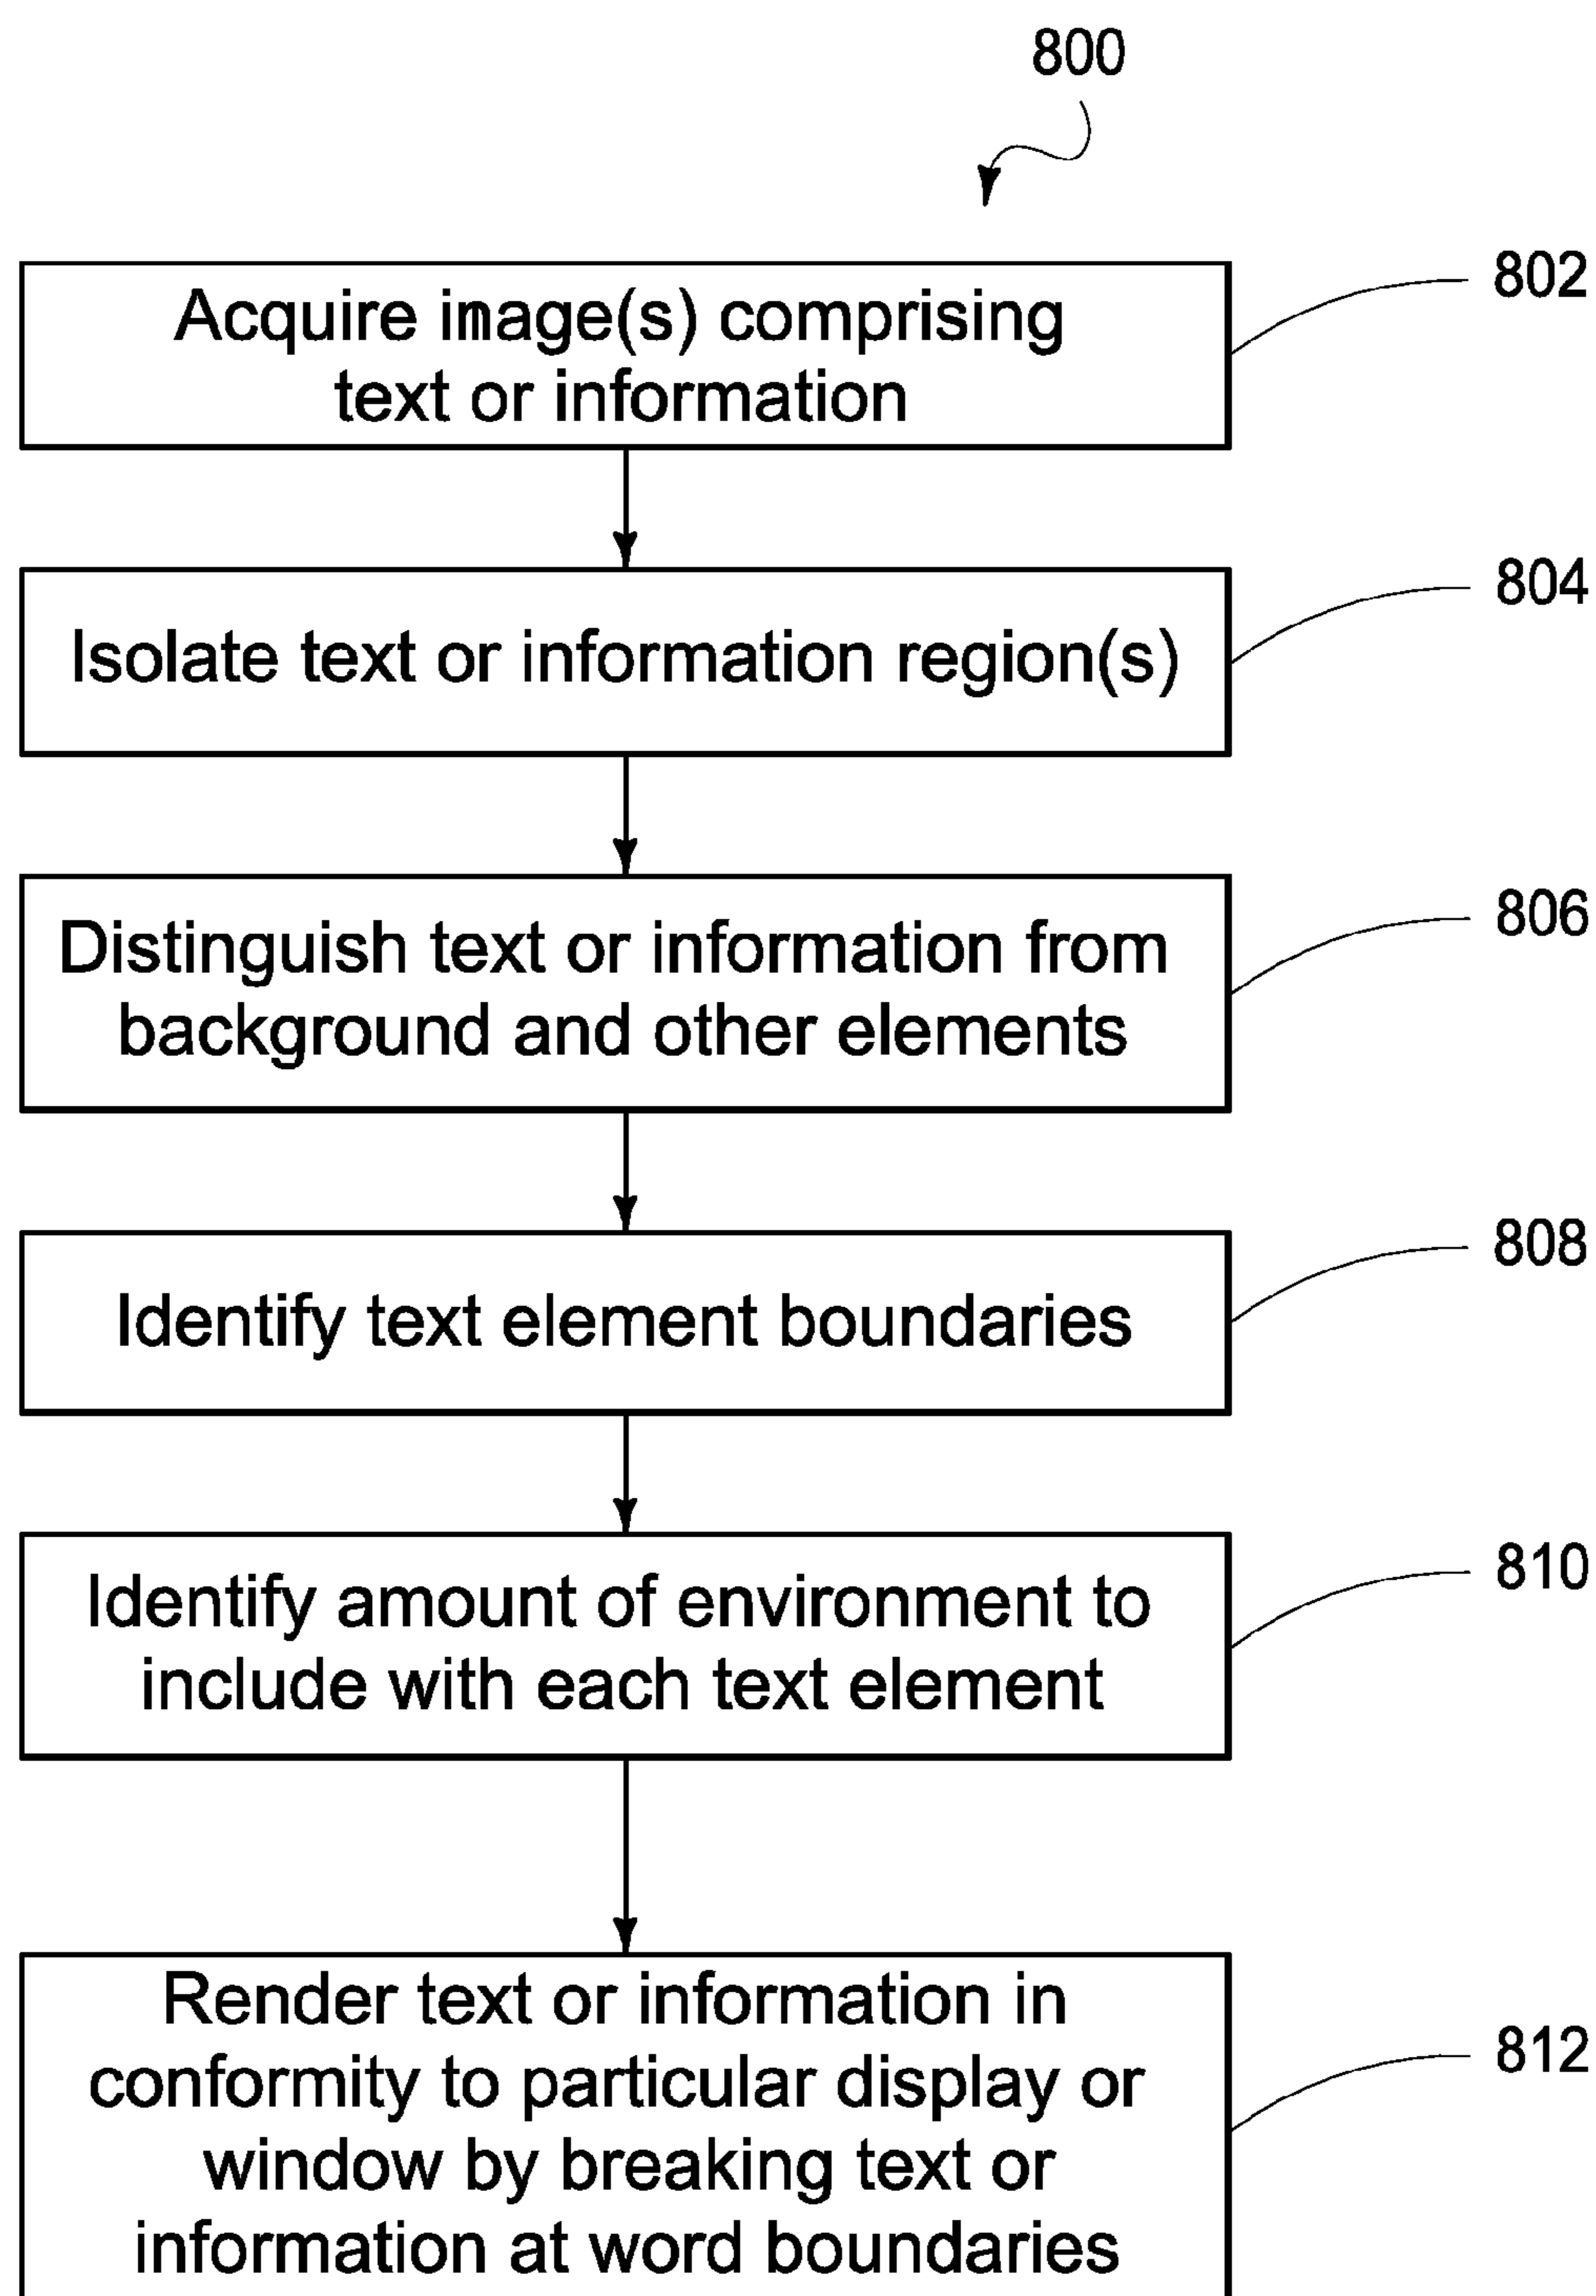 800
Acquire image(s) comprising
text or information
802
Isolate text or information region(s)
804
Distinguish text or information from
background and other elements
806
Identify text element boundaries
808
Identify amount of environment to
include with each text element
810
Render text or information in
conformity to particular display or
window by breaking text or
information at word boundaries
812